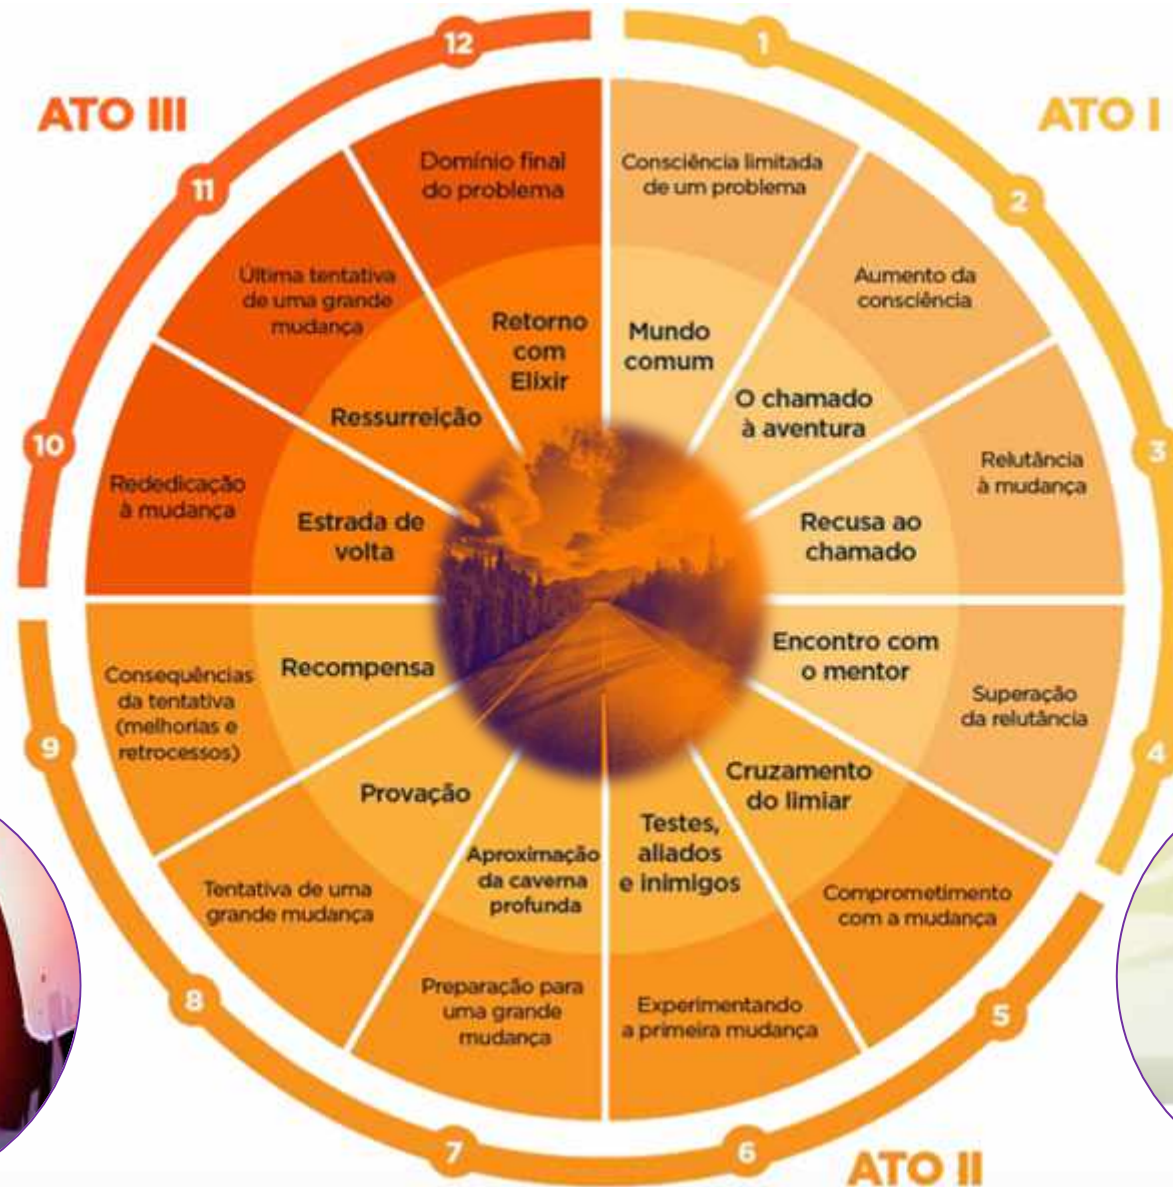 ATO I
1
Consciência limitada
de um problema
Mundo
comum
2
Aumento da
consciência
O chamado
à aventura
3
Relutância
à mudança
Recusa ao
chamado
4
Superação
da relutância
Encontro com
o mentor
ATO II
5
Comprometimento
com a mudança
Cruzamento
do limiar
6
Experimentando
a primeira mudança
Testes,
aliados
e inimigos
7
Preparação para
uma grande
mudança
Aproximação
da caverna
profunda
8
Tentativa de uma
grande mudança
Provação
9
Consequências
da tentativa
(melhorias e
retrocessos)
Recompensa
ATO III
10
Rededicação
à mudança
Estrada de
volta
11
Última tentativa
de uma grande
mudança
Ressurreição
12
Domínio final
do problema
Retorno
com
Elixir